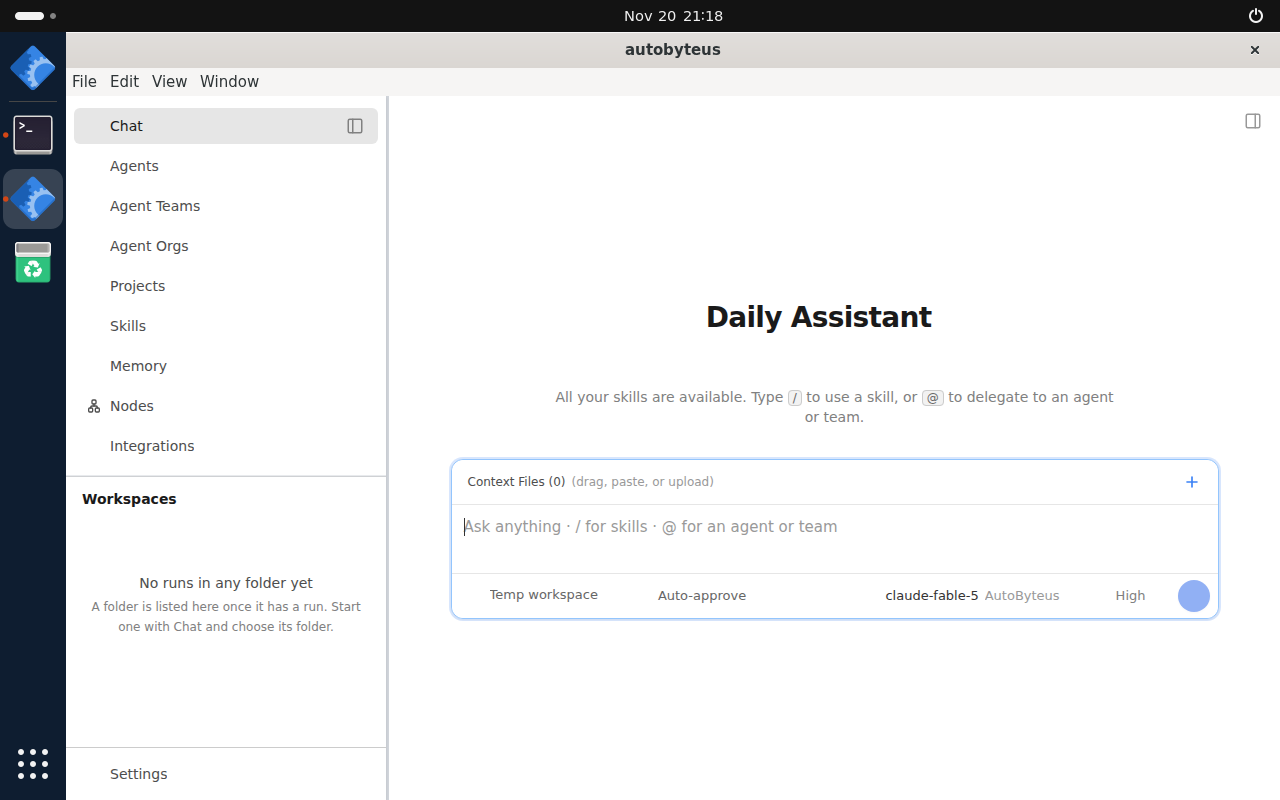 Nov 20 21:18
autobyteus
File Edit View Window
Chat
Agents
Agent Teams
Agent Orgs
Projects
Skills
Memory
Nodes
Integrations
Workspaces
No runs in any folder yet
A folder is listed here once it has a run. Start
one with Chat and choose its folder.
Settings
Daily Assistant
All your skills are available. Type / to use a skill, or @ to delegate to an agent
or team.
Context Files (0) (drag, paste, or upload)
Ask anything · / for skills · @ for an agent or team
Temp workspace Auto-approve claude-fable-5 AutoByteus High